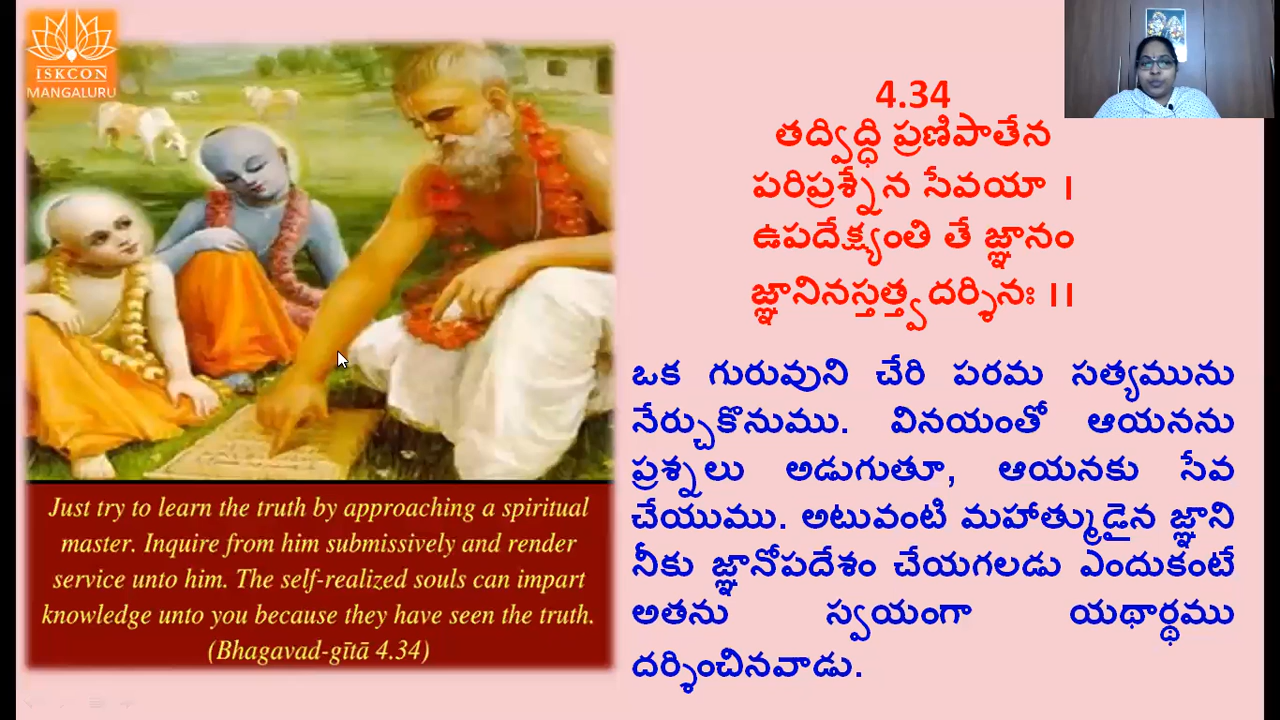 ISKCON
MANGALURU
4.34
తద్విద్ధి ప్రణిపాతేన
పరిప్రశ్నేన సేవయా ।
ఉపదేక్ష్యంతి తే జ్ఞానం
జ్ఞానినస్తత్త్వదర్శినః ।।
ఒక గురువుని చేరి పరమ సత్యమును
నేర్చుకొనుము. వినయంతో ఆయనను
ప్రశ్నలు అడుగుతూ, ఆయనకు సేవ
చేయుము. అటువంటి మహాత్ముడైన జ్ఞాని
నీకు జ్ఞానోపదేశం చేయగలడు ఎందుకంటే
అతను స్వయంగా యథార్థము
దర్శించినవాడు.
Just try to learn the truth by approaching a spiritual
master. Inquire from him submissively and render
service unto him. The self-realized souls can impart
knowledge unto you because they have seen the truth.
(Bhagavad-gītā 4.34)